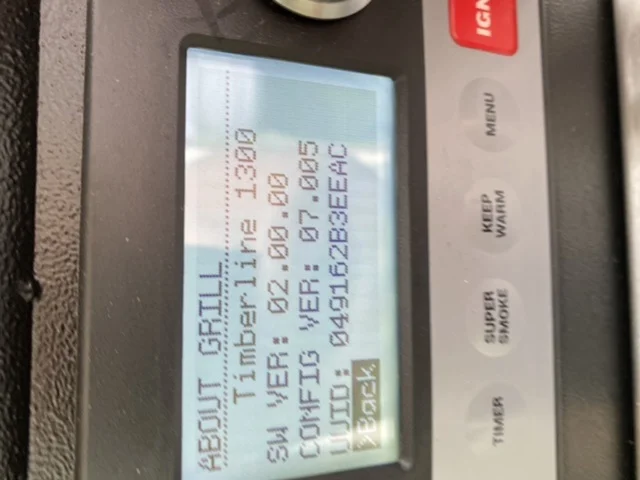 ABOUT GRILL
Timberline 1300
SW VER: 02.00.00
CONFIG VER: 07.005
UUID: 049162B3EEAC
>Back
IGN
MENU
KEEP
WARM
SUPER
SMOKE
TIMER